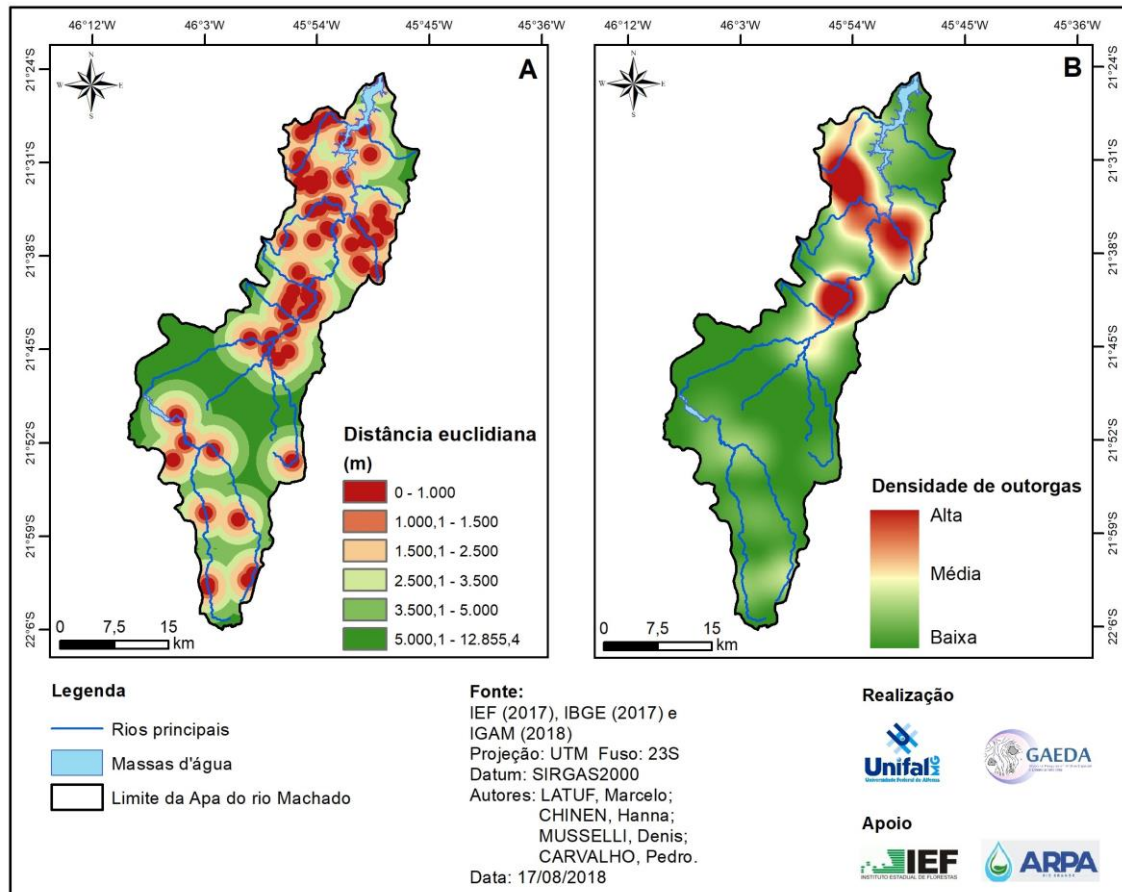 46°12'W 46°3'W 45°54'W 45°45'W 45°36'W
46°12'W 46°3'W 45°54'W 45°45'W 45°36'W
A
N
W E
S
21°24'S
21°31'S
21°38'S
21°45'S
21°52'S
21°59'S
22°6'S
Distância euclidiana
(m)
0 - 1.000
1.000,1 - 1.500
1.500,1 - 2.500
2.500,1 - 3.500
3.500,1 - 5.000
5.000,1 - 12.855,4
0 7,5 15
km
B
N
W E
S
21°24'S
21°31'S
21°38'S
21°45'S
21°52'S
21°59'S
22°6'S
Densidade de outorgas
Alta
Média
Baixa
0 7,5 15
km
Legenda
Rios principais
Massas d'água
Limite da Apa do rio Machado
Fonte:
IEF (2017), IBGE (2017) e
IGAM (2018)
Projeção: UTM Fuso: 23S
Datum: SIRGAS2000
Autores: LATUF, Marcelo;
CHINEN, Hanna;
MUSSELLI, Denis;
CARVALHO, Pedro.
Data: 17/08/2018
Realização
Unifal MG
Universidade Federal de Alfenas
GAEDA
Apoio
IEF
INSTITUTO ESTADUAL DE FLORESTAS
ARPA
RIO GRANDE